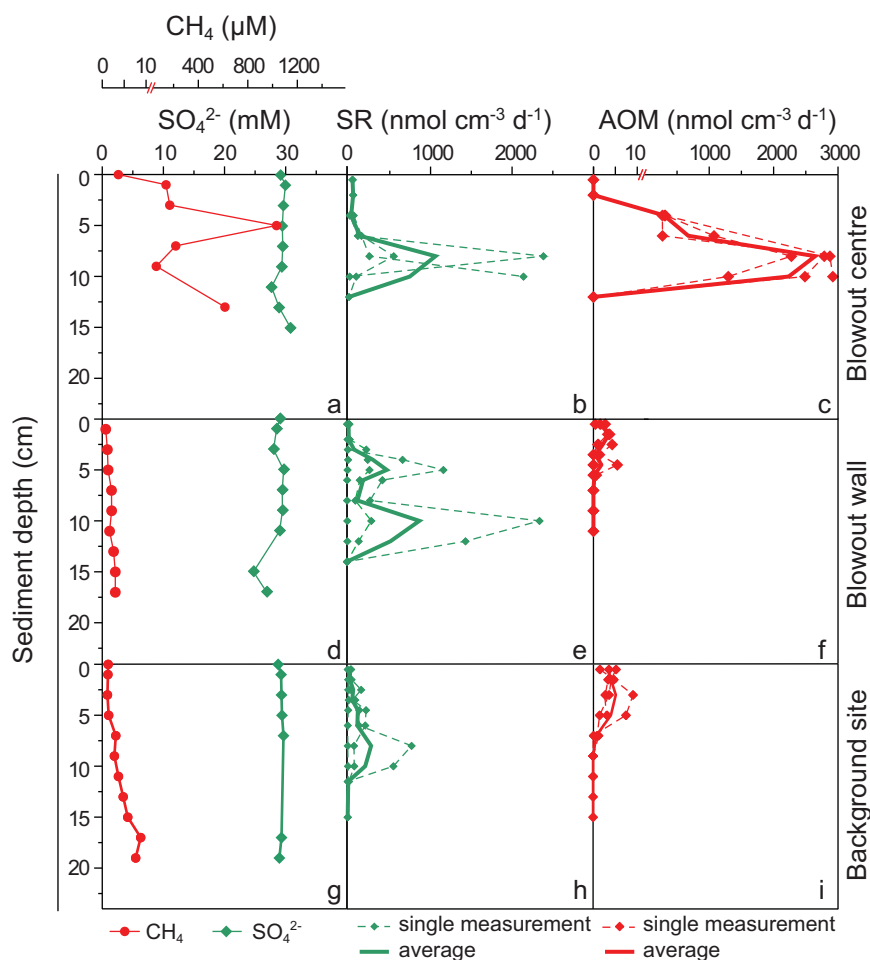 CH₄ (µM)
0 10 600 1200
SO₄²⁻ (mM) SR (nmol cm⁻³ d⁻¹) AOM (nmol cm⁻³ d⁻¹)
0 10 20 30 0 1000 2000 0 10 1000 2000 3000
0
5
10
15
20
a b c
Blowout centre
0
5
10
15
20
d e f
Blowout wall
0
5
10
15
20
g h i
Background site
Sediment depth (cm)
CH₄ SO₄²⁻ single measurement single measurement
average average